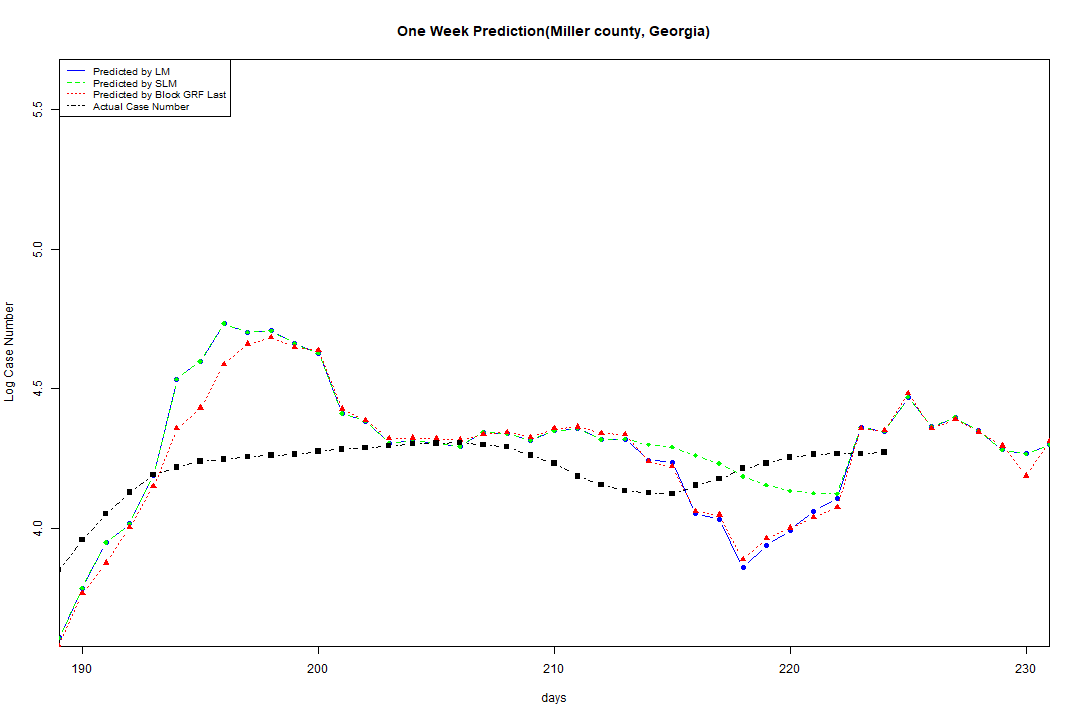 One Week Prediction(Miller county, Georgia)
Predicted by LM
Predicted by SLM
Predicted by Block GRF Last
Actual Case Number
5.5
5.0
4.5
4.0
Log Case Number
190 200 210 220 230
days